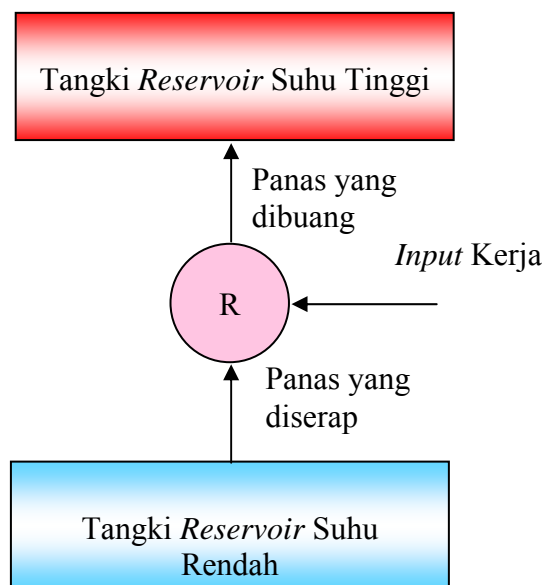 Tangki Reservoir Suhu Tinggi
Panas yang
dibuang
Input Kerja
R
Panas yang
diserap
Tangki Reservoir Suhu
Rendah